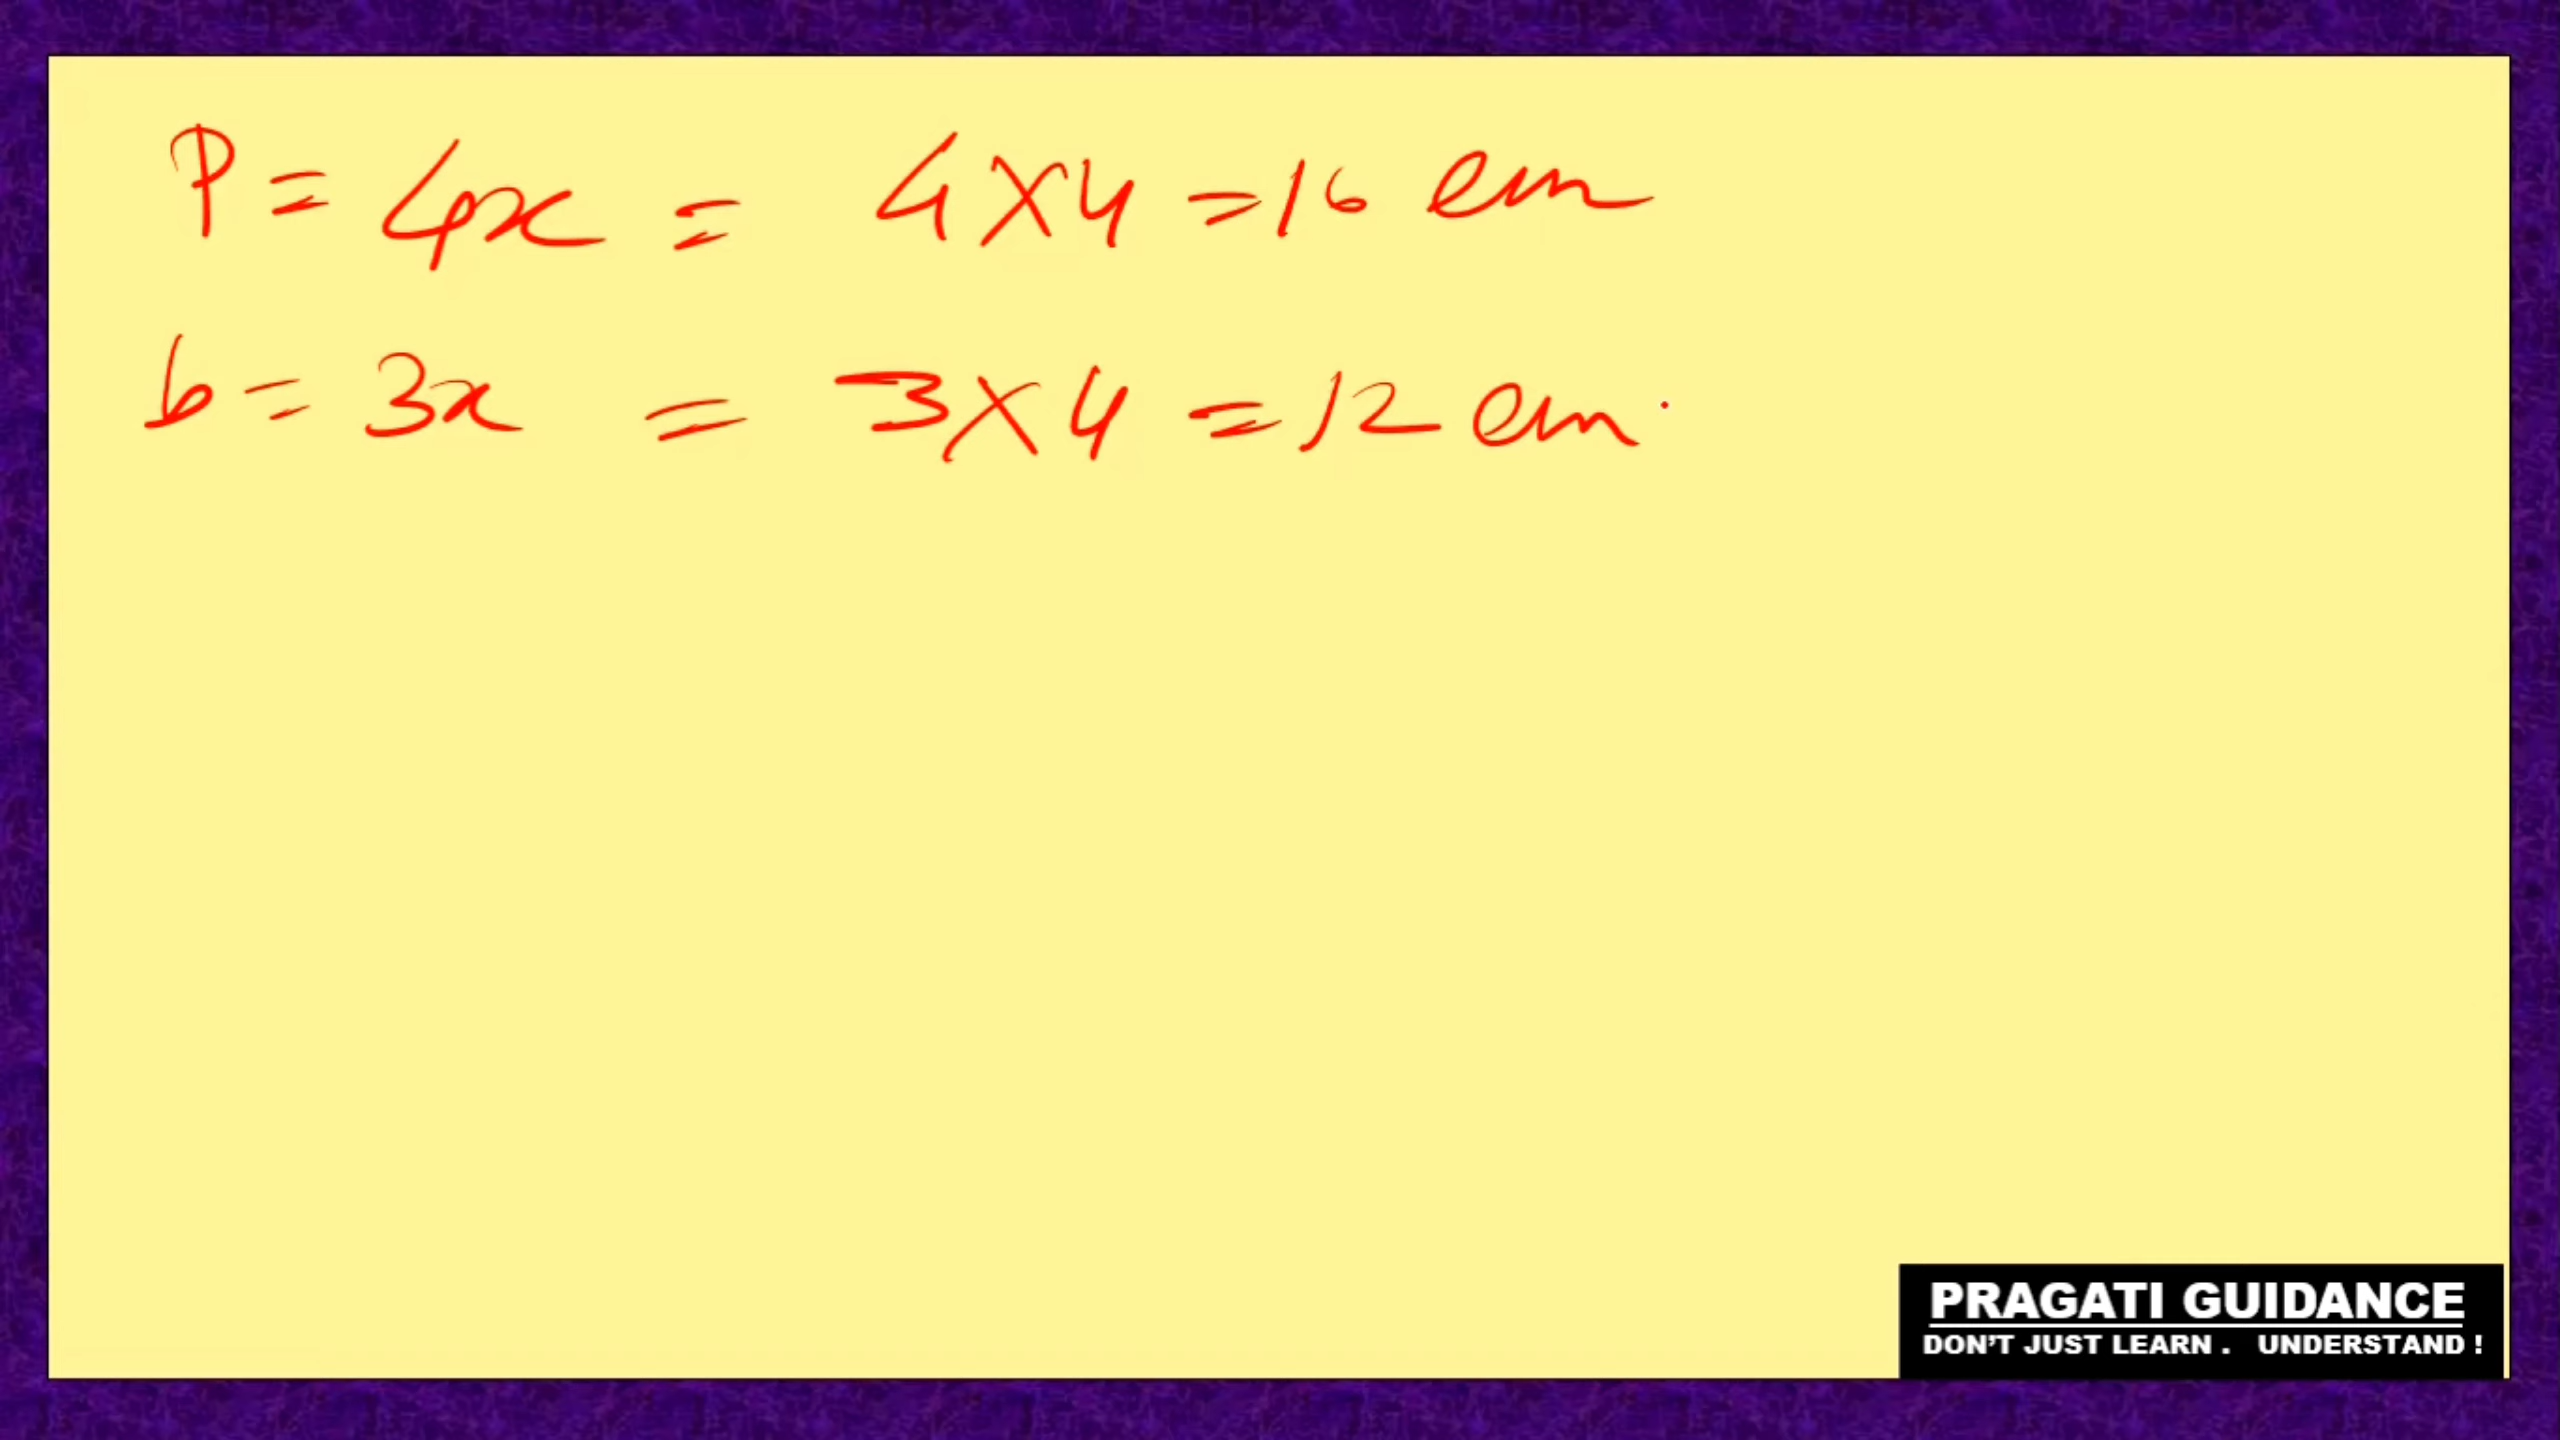 P = 4x = 4 X 4 = 16 cm
b = 3x = 3 X 4 = 12 cm
PRAGATI GUIDANCE
DON'T JUST LEARN . UNDERSTAND !